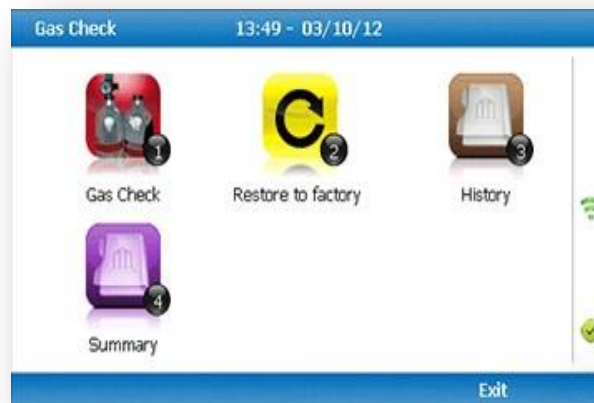 Gas Check 13:49 - 03/10/12
1 2 3
Gas Check Restore to factory History
4
Summary
Exit